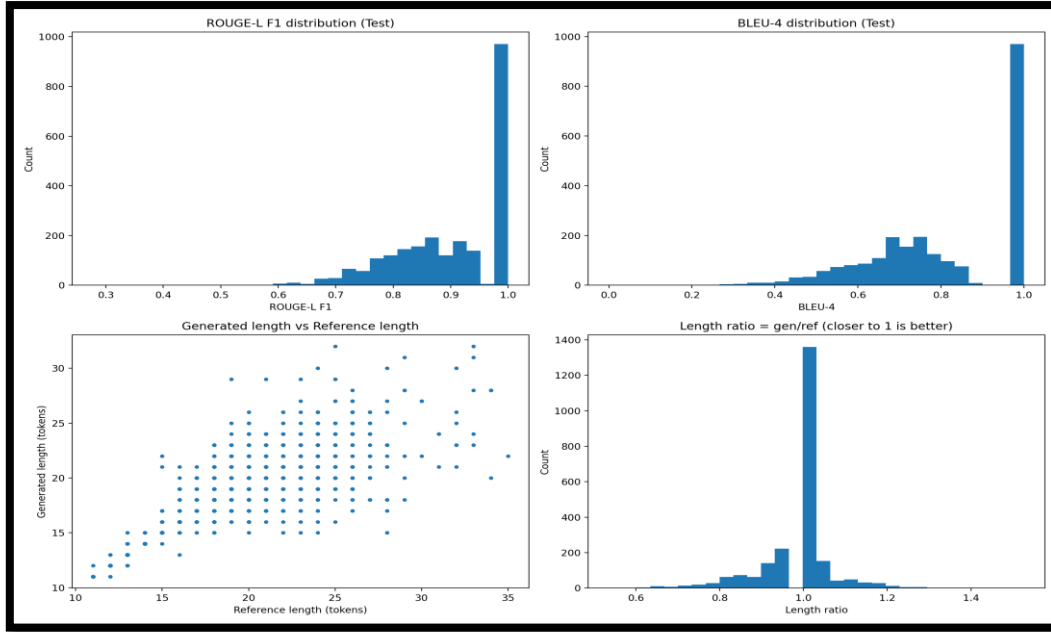 ROUGE-L F1 distribution (Test)
1000
800
600
400
200
0
Count
0.3 0.4 0.5 0.6 0.7 0.8 0.9 1.0
ROUGE-L F1
BLEU-4 distribution (Test)
1000
800
600
400
200
0
Count
0.0 0.2 0.4 0.6 0.8 1.0
BLEU-4
Generated length vs Reference length
30
25
20
15
10
Generated length (tokens)
10 15 20 25 30 35
Reference length (tokens)
Length ratio = gen/ref (closer to 1 is better)
1400
1200
1000
800
600
400
200
0
Count
0.6 0.8 1.0 1.2 1.4
Length ratio